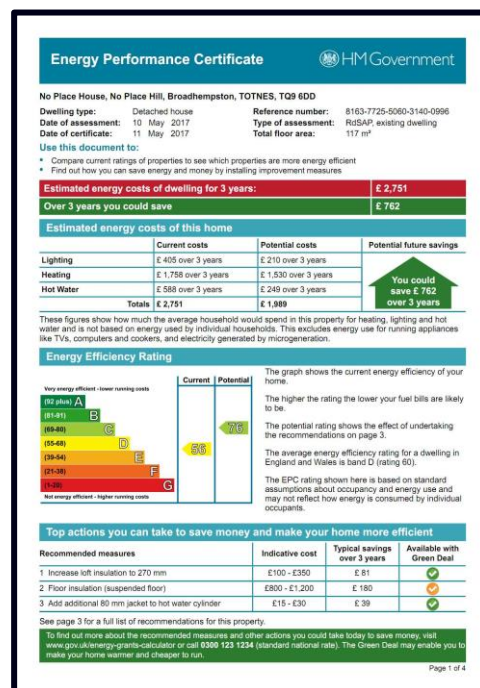 Energy Performance Certificate
HM Government
No Place House, No Place Hill, Broadhempston, TOTNES, TQ9 6DD
Dwelling type: Detached house Reference number: 8163-7725-5060-3140-0996
Date of assessment: 10 May 2017 Type of assessment: RdSAP, existing dwelling
Date of certificate: 11 May 2017 Total floor area: 117 m²
Use this document to:
• Compare current ratings of properties to see which properties are more energy efficient
• Find out how you can save energy and money by installing improvement measures
Estimated energy costs of dwelling for 3 years: £ 2,751
Over 3 years you could save £ 762
Estimated energy costs of this home
Current costs Potential costs Potential future savings
Lighting £ 405 over 3 years £ 210 over 3 years
Heating £ 1,758 over 3 years £ 1,530 over 3 years
Hot Water £ 588 over 3 years £ 249 over 3 years
Totals £ 2,751 £ 1,989
You could
save £ 762
over 3 years
These figures show how much the average household would spend in this property for heating, lighting and hot
water and is not based on energy used by individual households. This excludes energy use for running appliances
like TVs, computers and cookers, and electricity generated by microgeneration.
Energy Efficiency Rating
Current Potential
Very energy efficient - lower running costs
(92 plus) A
(81-91) B
(69-80) C
(55-68) D
(39-54) E
(21-38) F
(1-20) G
Not energy efficient - higher running costs
56
76
The graph shows the current energy efficiency of your
home.
The higher the rating the lower your fuel bills are likely
to be.
The potential rating shows the effect of undertaking
the recommendations on page 3.
The average energy efficiency rating for a dwelling in
England and Wales is band D (rating 60).
The EPC rating shown here is based on standard
assumptions about occupancy and energy use and
may not reflect how energy is consumed by individual
occupants.
Top actions you can take to save money and make your home more efficient
Recommended measures Indicative cost Typical savings over 3 years Available with Green Deal
1 Increase loft insulation to 270 mm £100 - £350 £ 81
2 Floor insulation (suspended floor) £800 - £1,200 £ 180
3 Add additional 80 mm jacket to hot water cylinder £15 - £30 £ 39
See page 3 for a full list of recommendations for this property.
To find out more about the recommended measures and other actions you could take today to save money, visit
www.gov.uk/energy-grants-calculator or call 0300 123 1234 (standard national rate). The Green Deal may enable you to
make your home warmer and cheaper to run.
Page 1 of 4